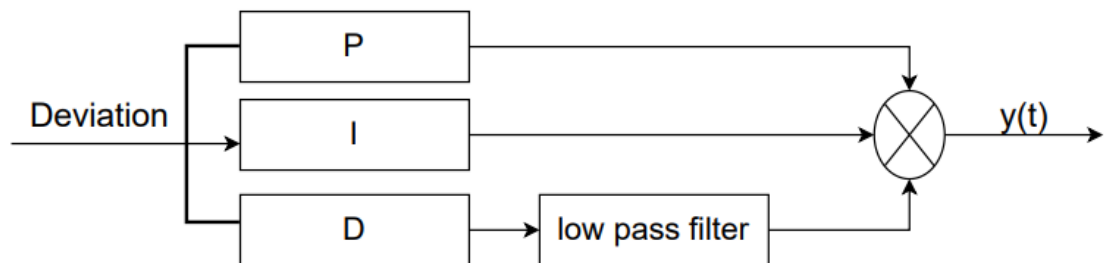 P
Deviation
I
y(t)
D
low pass filter